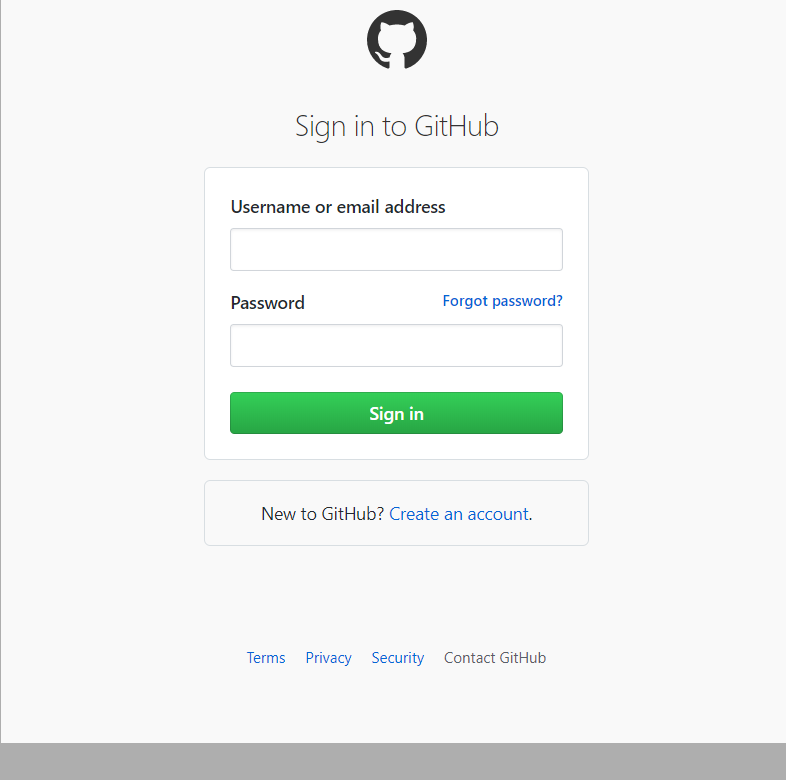 Sign in to GitHub
Username or email address
Password Forgot password?
Sign in
New to GitHub? Create an account.
Terms Privacy Security Contact GitHub